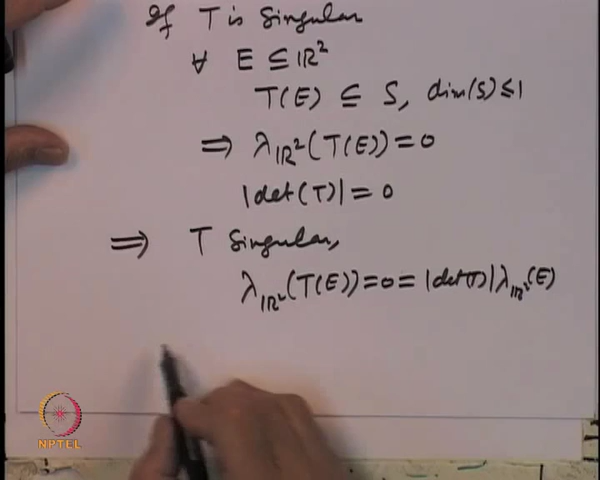 If T is Singular
∀ E ⊆ ℝ²
T(E) ⊆ S, dim(S) ≤ 1
⇒ λ_ℝ²(T(E)) = 0
|det(T)| = 0
⇒ T Singular,
λ_ℝ²(T(E)) = 0 = |det(T)| λ_ℝ²(E)
NPTEL